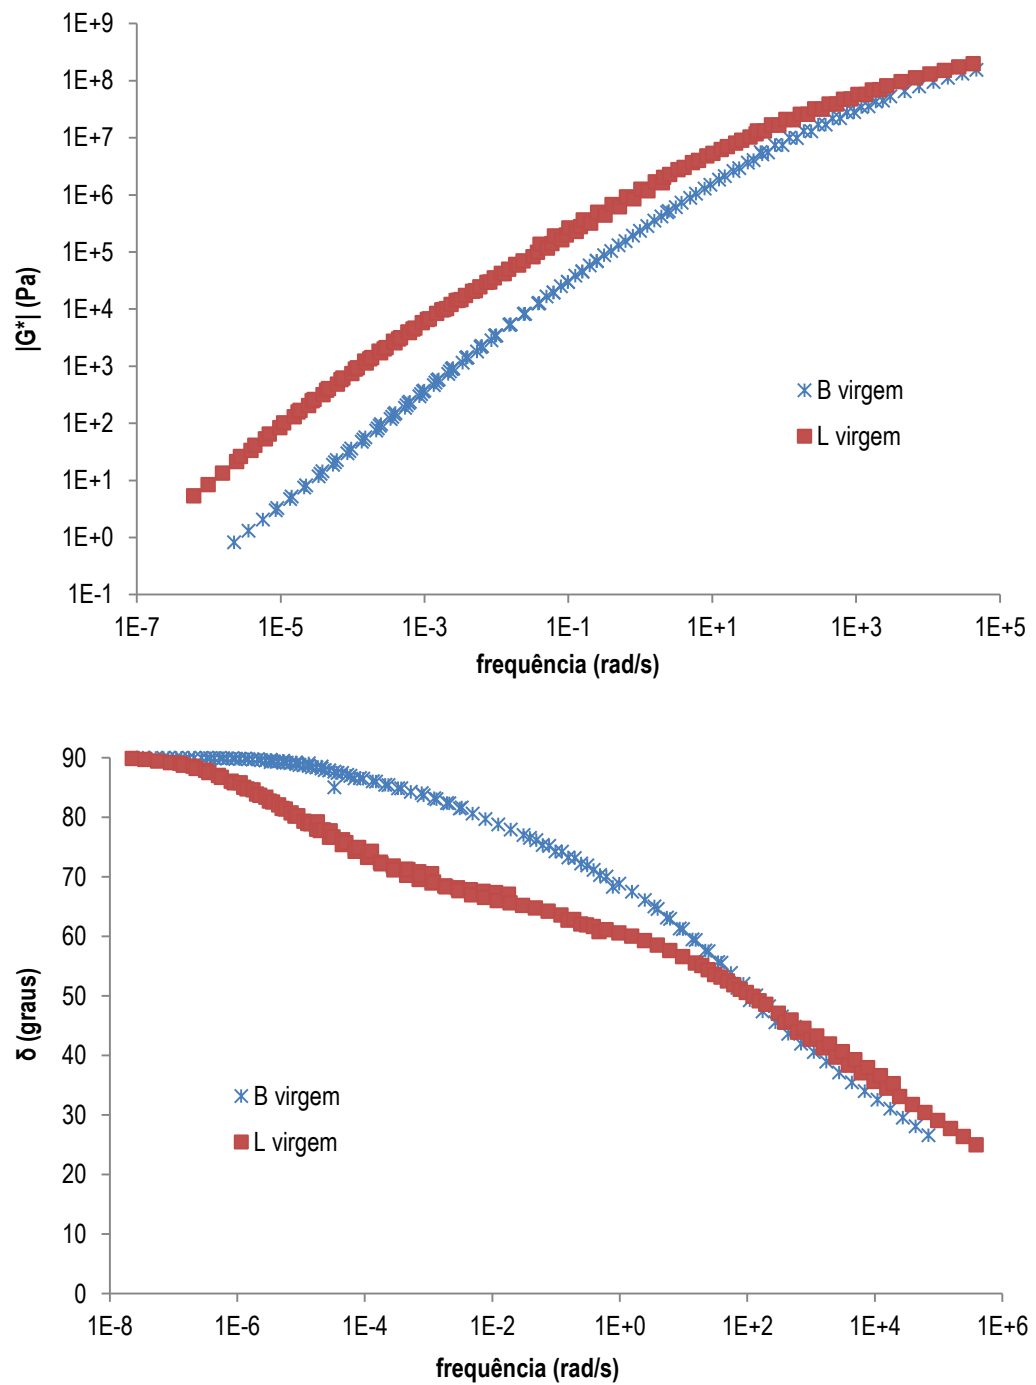 1E+9
1E+8
1E+7
1E+6
1E+5
1E+4
1E+3
1E+2
1E+1
1E+0
1E-1
|G*| (Pa)
B virgem
L virgem
1E-7 1E-5 1E-3 1E-1 1E+1 1E+3 1E+5
frequência (rad/s)
90
80
70
60
50
40
30
20
10
0
δ (graus)
B virgem
L virgem
1E-8 1E-6 1E-4 1E-2 1E+0 1E+2 1E+4 1E+6
frequência (rad/s)